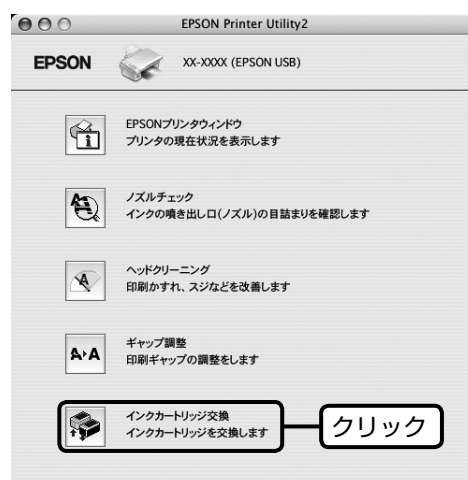 EPSON Printer Utility2
EPSON
XX-XXXX (EPSON USB)
EPSONプリンタウィンドウ
プリンタの現在状況を表示します
ノズルチェック
インクの噴き出し口(ノズル)の目詰まりを確認します
ヘッドクリーニング
印刷かすれ、スジなどを改善します
A▸A
ギャップ調整
印刷ギャップの調整をします
インクカートリッジ交換
インクカートリッジを交換します
クリック